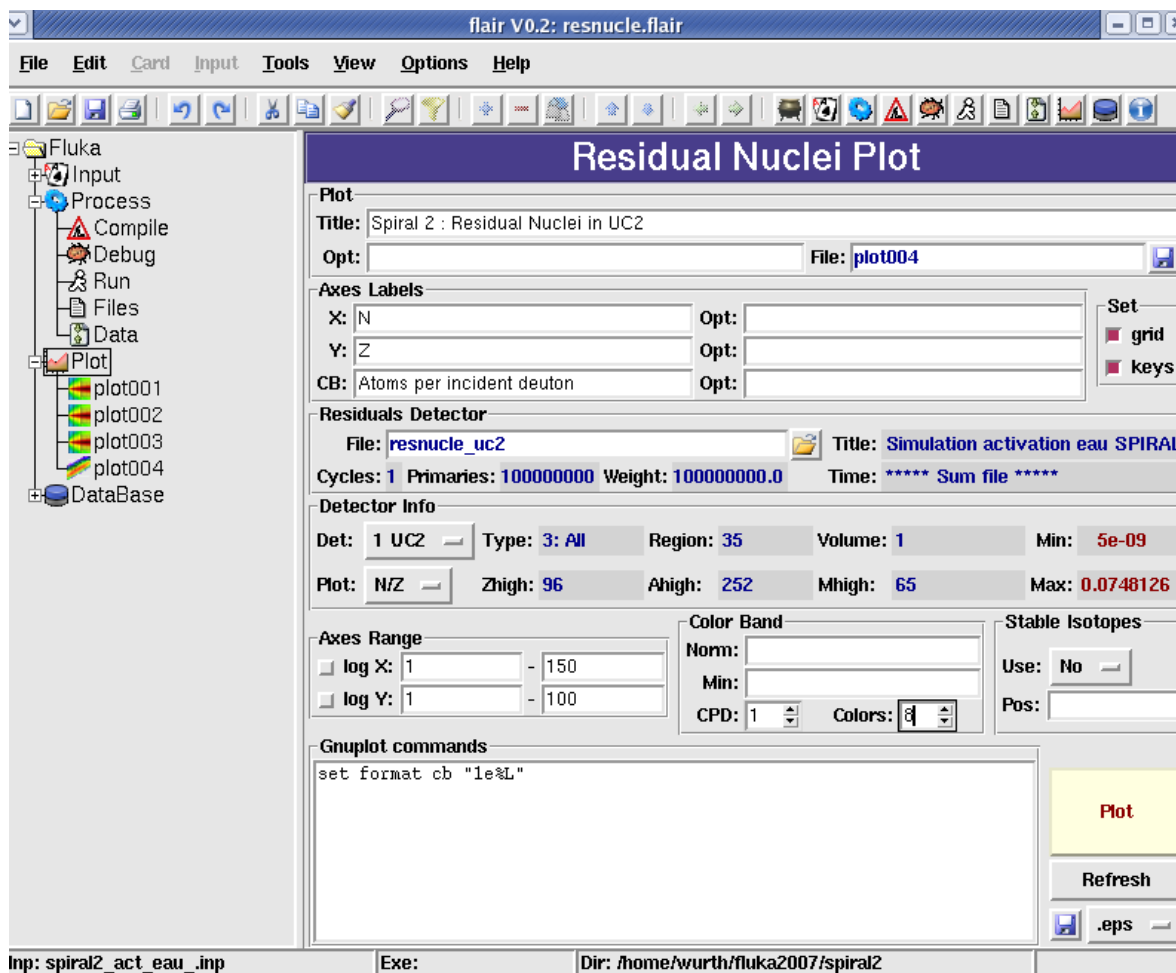 flair V0.2: resnucle.flair
File Edit Card Input Tools View Options Help
Fluka
Input
Process
Compile
Debug
Run
Files
Data
Plot
plot001
plot002
plot003
plot004
DataBase
Residual Nuclei Plot
Plot
Title: Spiral 2 : Residual Nuclei in UC2
Opt: File: plot004
Axes Labels
X: N Opt:
Y: Z Opt:
CB: Atoms per incident deuton Opt:
Set
grid
keys
Residuals Detector
File: resnucle_uc2 Title: Simulation activation eau SPIRAL
Cycles: 1 Primaries: 100000000 Weight: 100000000.0 Time: ***** Sum file *****
Detector Info
Det: 1 UC2 Type: 3: All Region: 35 Volume: 1 Min: 5e-09
Plot: N/Z Zhigh: 96 Ahigh: 252 Mhigh: 65 Max: 0.0748126
Axes Range
log X: 1 - 150
log Y: 1 - 100
Color Band
Norm:
Min:
CPD: 1 Colors: 8
Stable Isotopes
Use: No
Pos:
Gnuplot commands
set format cb "1e%L"
Plot
Refresh
.eps
Inp: spiral2_act_eau_.inp Exe: Dir: /home/wurth/fluka2007/spiral2